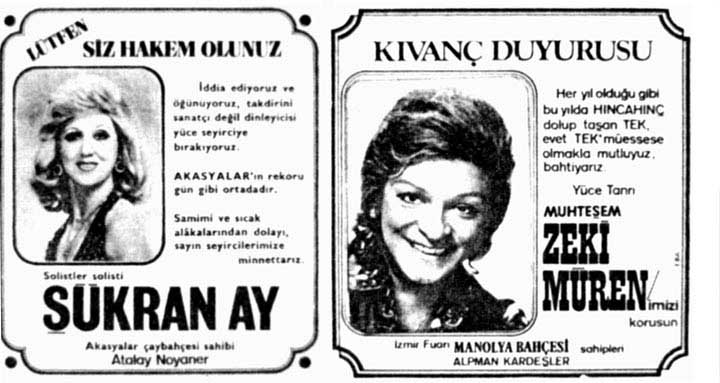 LÜTFEN
SİZ HAKEM OLUNUZ
İddia ediyoruz ve
öğünüyoruz, takdirini
sanatçı değil dinleyicisi
yüce seyirciye
bırakıyoruz.
AKASYALAR'ın rekoru
gün gibi ortadadır.
Samimi ve sıcak
alâkalarından dolayı,
sayın seyircilerimize
minnettarız.
Solistler solisti
ŞÜKRAN AY
Akasyalar çaybahçesi sahibi
Atalay Noyaner
KIVANÇ DUYURUSU
Her yıl olduğu gibi
bu yılda HINCAHINÇ
dolup taşan TEK,
evet TEK müessese
olmakla mutluyuz,
bahtıyarız.
Yüce Tanrı
MUHTEŞEM
ZEKİ
MÜREN/imizi
korusun
İzmir Fuarı MANOLYA BAHÇESİ sahipleri
ALPMAN KARDEŞLER